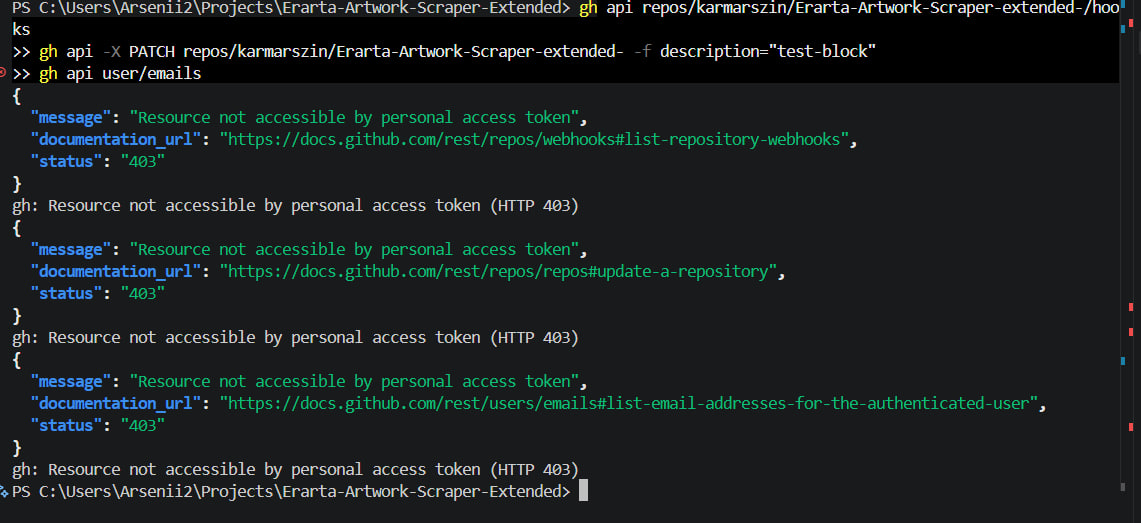 PS C:\Users\Arsenii2\Projects\Erarta-Artwork-Scraper-Extended> gh api repos/karmarszin/Erarta-Artwork-Scraper-extended-/hoo
ks
>> gh api -X PATCH repos/karmarszin/Erarta-Artwork-Scraper-extended- -f description="test-block"
>> gh api user/emails
{
  "message": "Resource not accessible by personal access token",
  "documentation_url": "https://docs.github.com/rest/repos/webhooks#list-repository-webhooks",
  "status": "403"
}
gh: Resource not accessible by personal access token (HTTP 403)
{
  "message": "Resource not accessible by personal access token",
  "documentation_url": "https://docs.github.com/rest/repos/repos#update-a-repository",
  "status": "403"
}
gh: Resource not accessible by personal access token (HTTP 403)
{
  "message": "Resource not accessible by personal access token",
  "documentation_url": "https://docs.github.com/rest/users/emails#list-email-addresses-for-the-authenticated-user",
  "status": "403"
}
gh: Resource not accessible by personal access token (HTTP 403)
PS C:\Users\Arsenii2\Projects\Erarta-Artwork-Scraper-Extended>